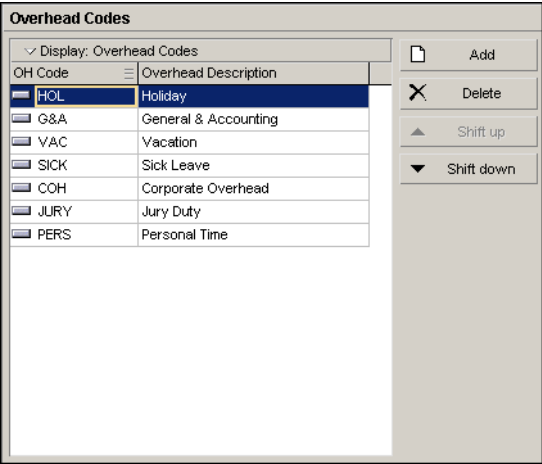 Overhead Codes
Display: Overhead Codes
OH Code Overhead Description
HOL Holiday
G&A General & Accounting
VAC Vacation
SICK Sick Leave
COH Corporate Overhead
JURY Jury Duty
PERS Personal Time
Add
Delete
Shift up
Shift down